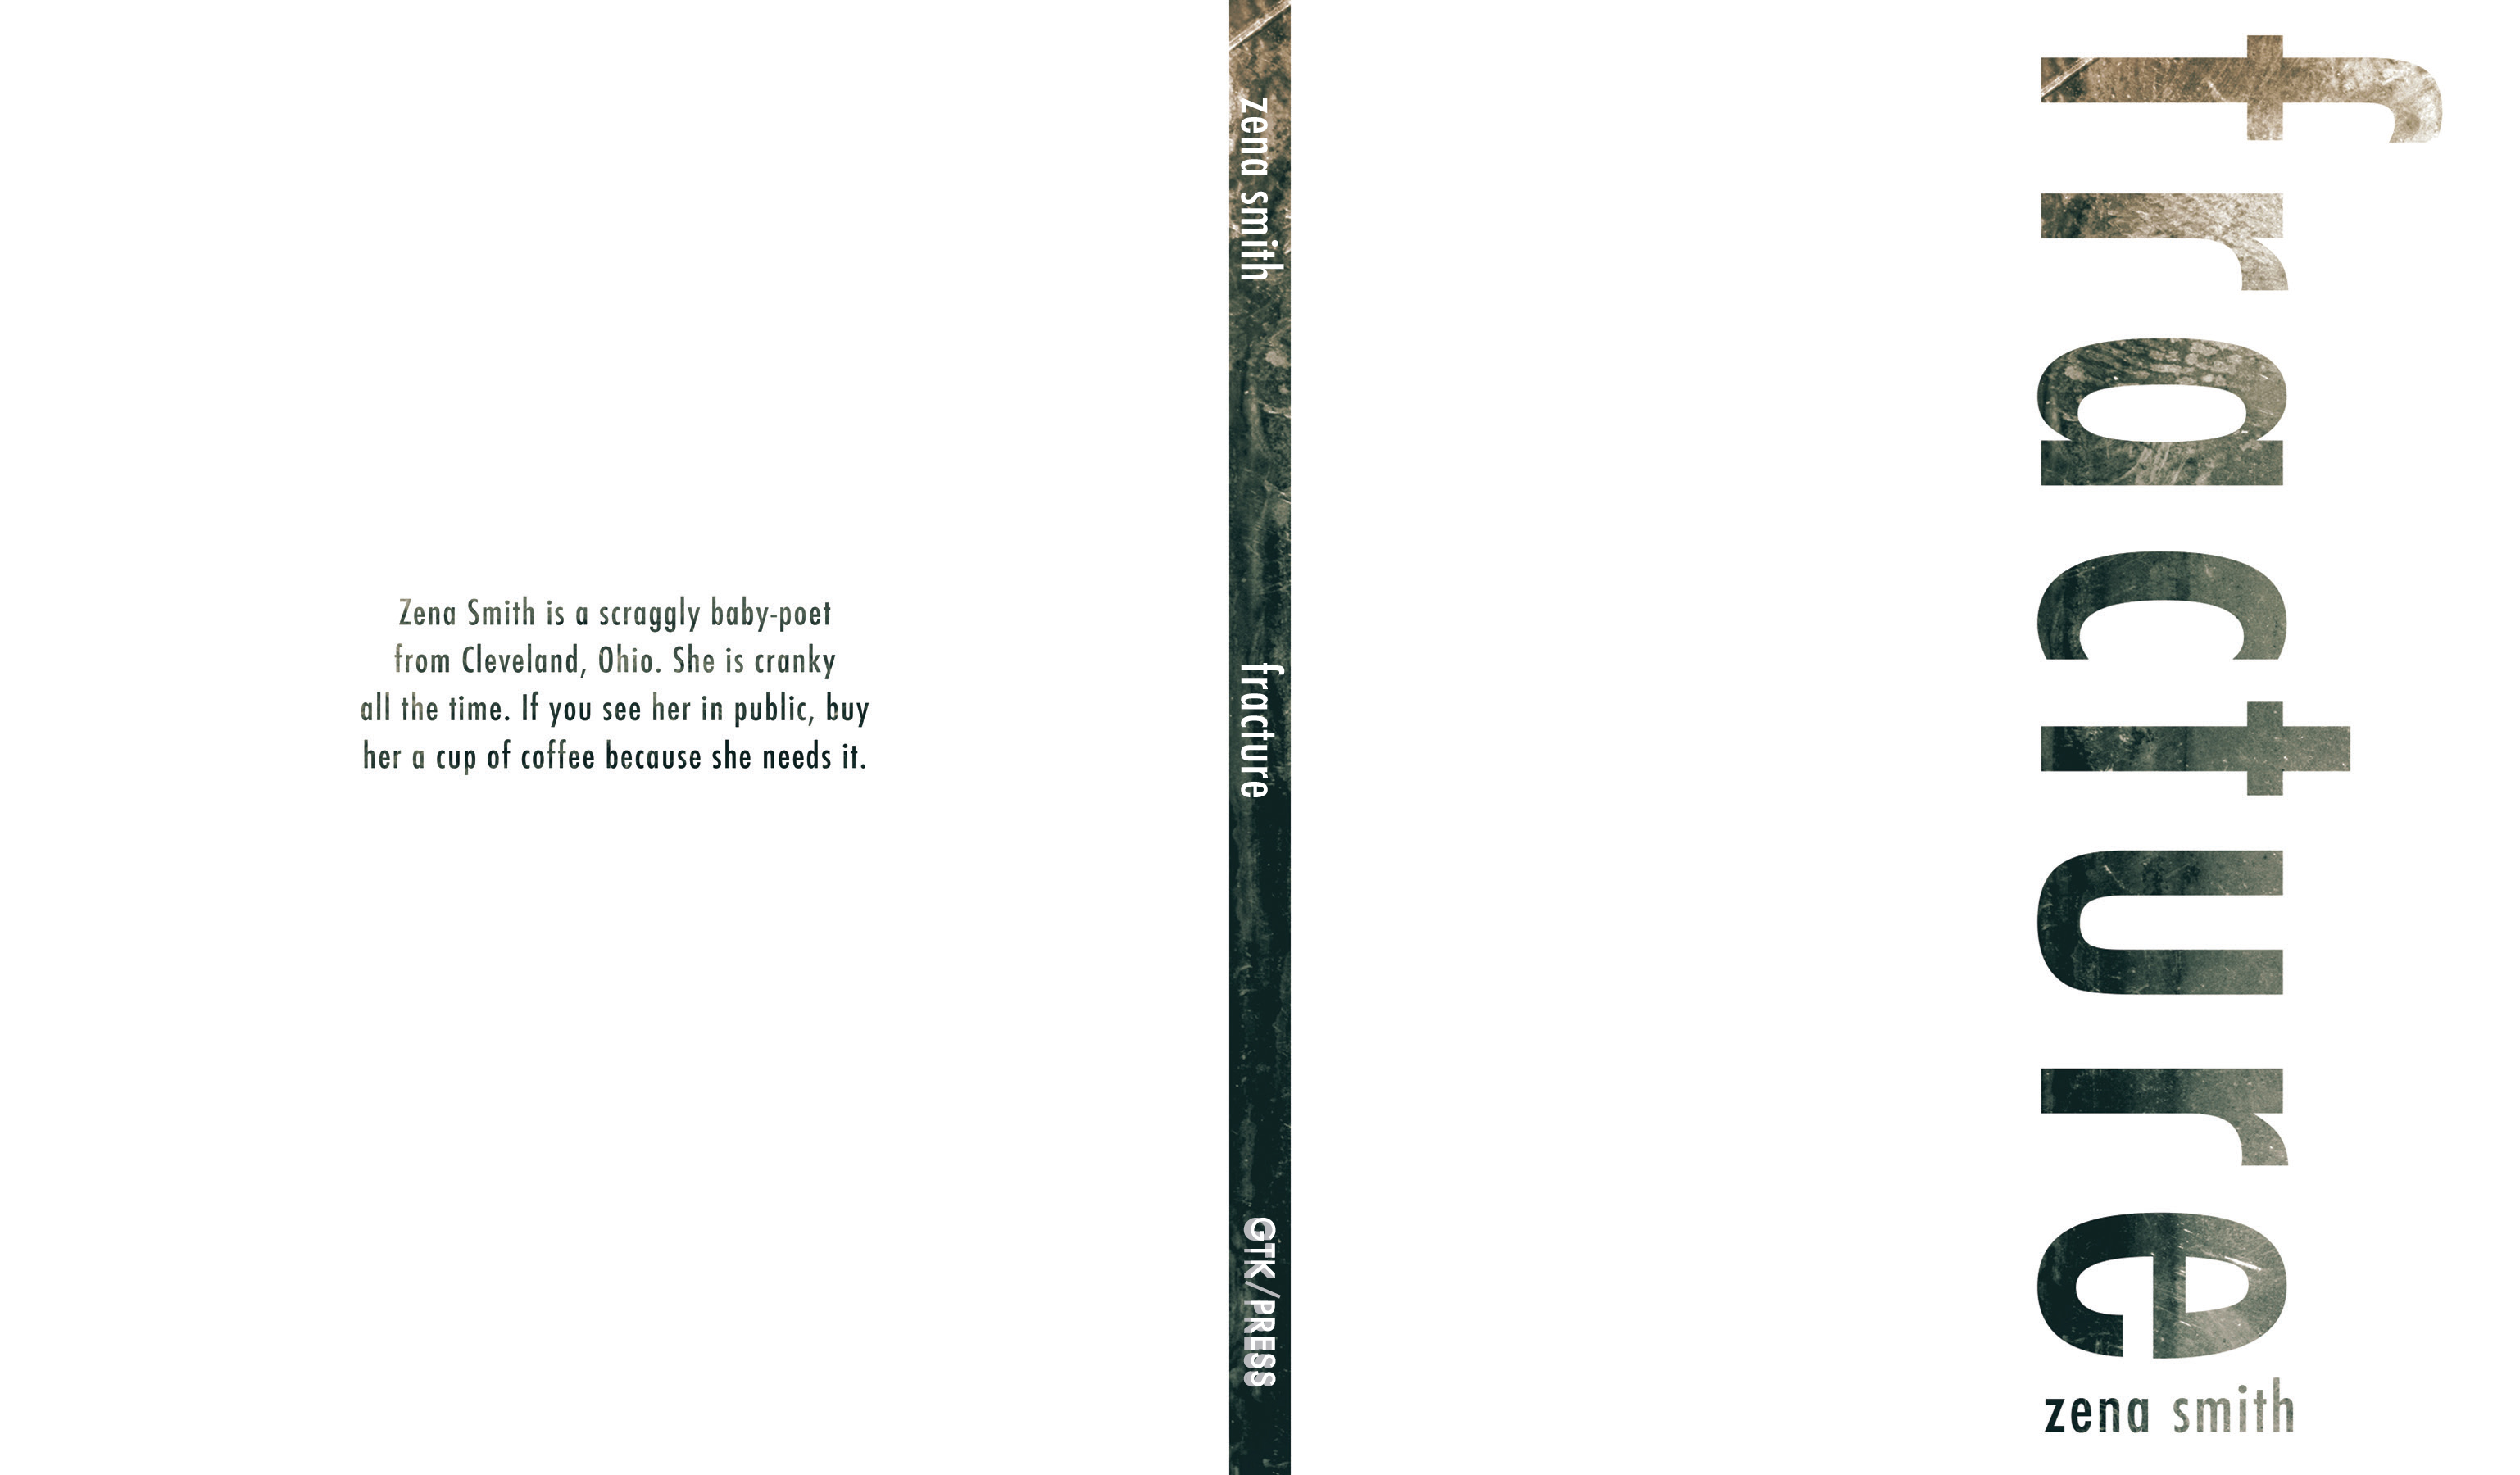 Zena Smith is a scraggly baby-poet
from Cleveland, Ohio. She is cranky
all the time. If you see her in public, buy
her a cup of coffee because she needs it.
zena smith
fracture
GTK/PRESS
fracture
zena smith